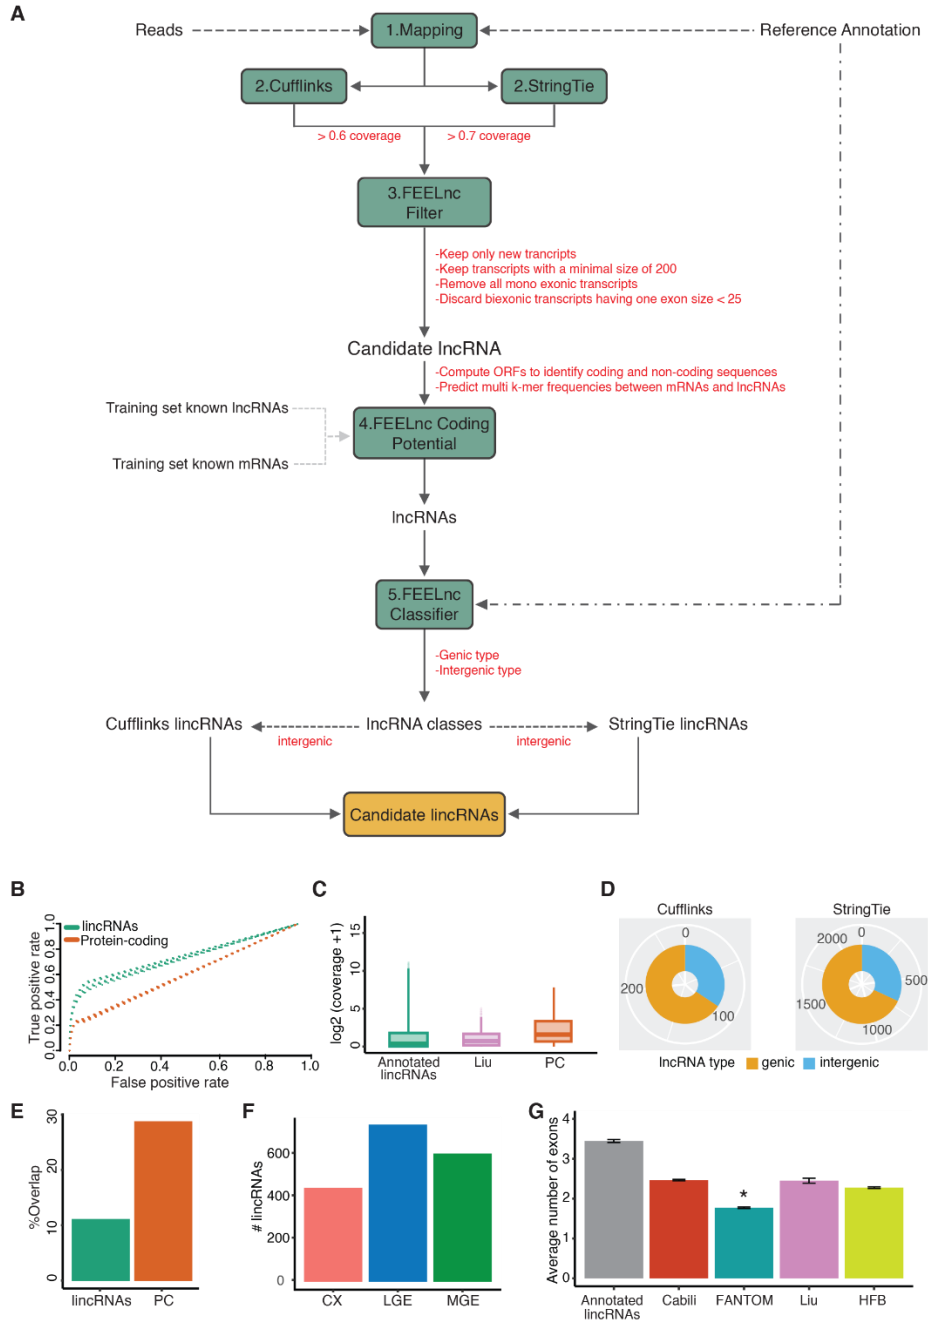 A
Reads
1.Mapping
Reference Annotation
2.Cufflinks
2.StringTie
> 0.6 coverage
> 0.7 coverage
3.FEELnc
Filter
-Keep only new trancripts
-Keep transcripts with a minimal size of 200
-Remove all mono exonic transcripts
-Discard biexonic transcripts having one exon size < 25
Candidate lncRNA
-Compute ORFs to identify coding and non-coding sequences
-Predict multi k-mer frequencies between mRNAs and lncRNAs
Training set known lncRNAs
4.FEELnc Coding
Potential
Training set known mRNAs
lncRNAs
5.FEELnc
Classifier
-Genic type
-Intergenic type
Cufflinks lincRNAs
lncRNA classes
StringTie lincRNAs
intergenic
intergenic
Candidate lincRNAs
B
lincRNAs
Protein-coding
True positive rate
0.0 0.2 0.4 0.6 0.8 1.0
0.0 0.2 0.4 0.6 0.8 1.0
False positive rate
C
log2 (coverage +1)
15
10
5
0
Annotated
lincRNAs
Liu
PC
D
Cufflinks
0
100
200
StringTie
0
500
1000
1500
2000
lncRNA type genic intergenic
E
%Overlap
30
20
10
0
lincRNAs
PC
F
# lincRNAs
600
400
200
0
CX
LGE
MGE
G
Average number of exons
4
3
2
1
0
*
Annotated
lincRNAs
Cabili
FANTOM
Liu
HFB